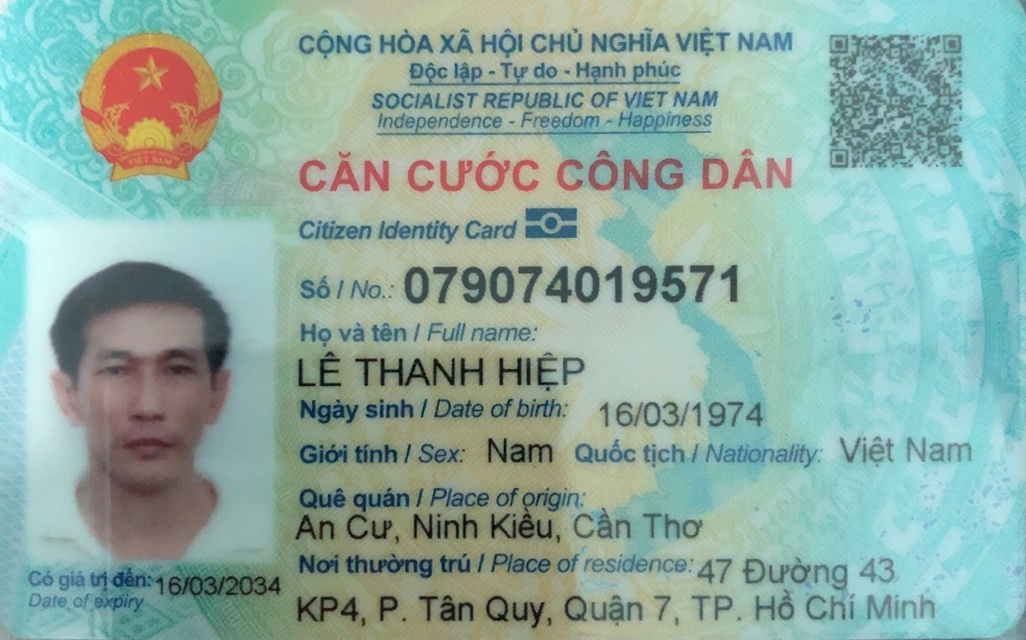 CỘNG HÒA XÃ HỘI CHỦ NGHĨA VIỆT NAM
Độc lập - Tự do - Hạnh phúc
SOCIALIST REPUBLIC OF VIET NAM
Independence - Freedom - Happiness
CĂN CƯỚC CÔNG DÂN
Citizen Identity Card
Số / No.: 079074019571
Họ và tên / Full name:
LÊ THANH HIỆP
Ngày sinh / Date of birth: 16/03/1974
Giới tính / Sex: Nam Quốc tịch / Nationality: Việt Nam
Quê quán / Place of origin:
An Cư, Ninh Kiều, Cần Thơ
Nơi thường trú / Place of residence: 47 Đường 43
KP4, P. Tân Quy, Quận 7, TP. Hồ Chí Minh
Có giá trị đến: 16/03/2034
Date of expiry
VIỆT NAM